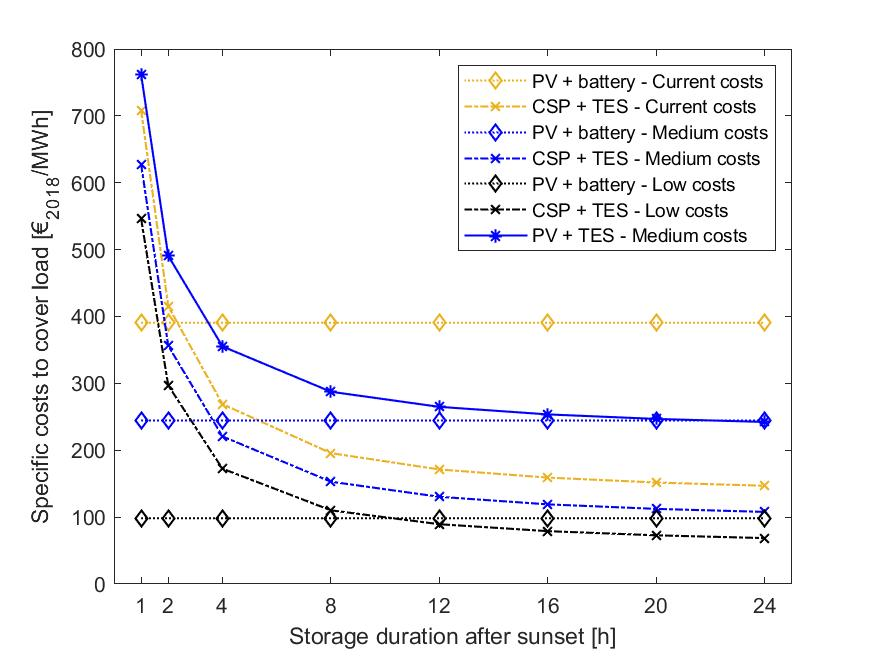 800
700
600
500
400
300
200
100
0
Specific costs to cover load [€2018/MWh]
PV + battery - Current costs
CSP + TES - Current costs
PV + battery - Medium costs
CSP + TES - Medium costs
PV + battery - Low costs
CSP + TES - Low costs
PV + TES - Medium costs
1 2 4 8 12 16 20 24
Storage duration after sunset [h]